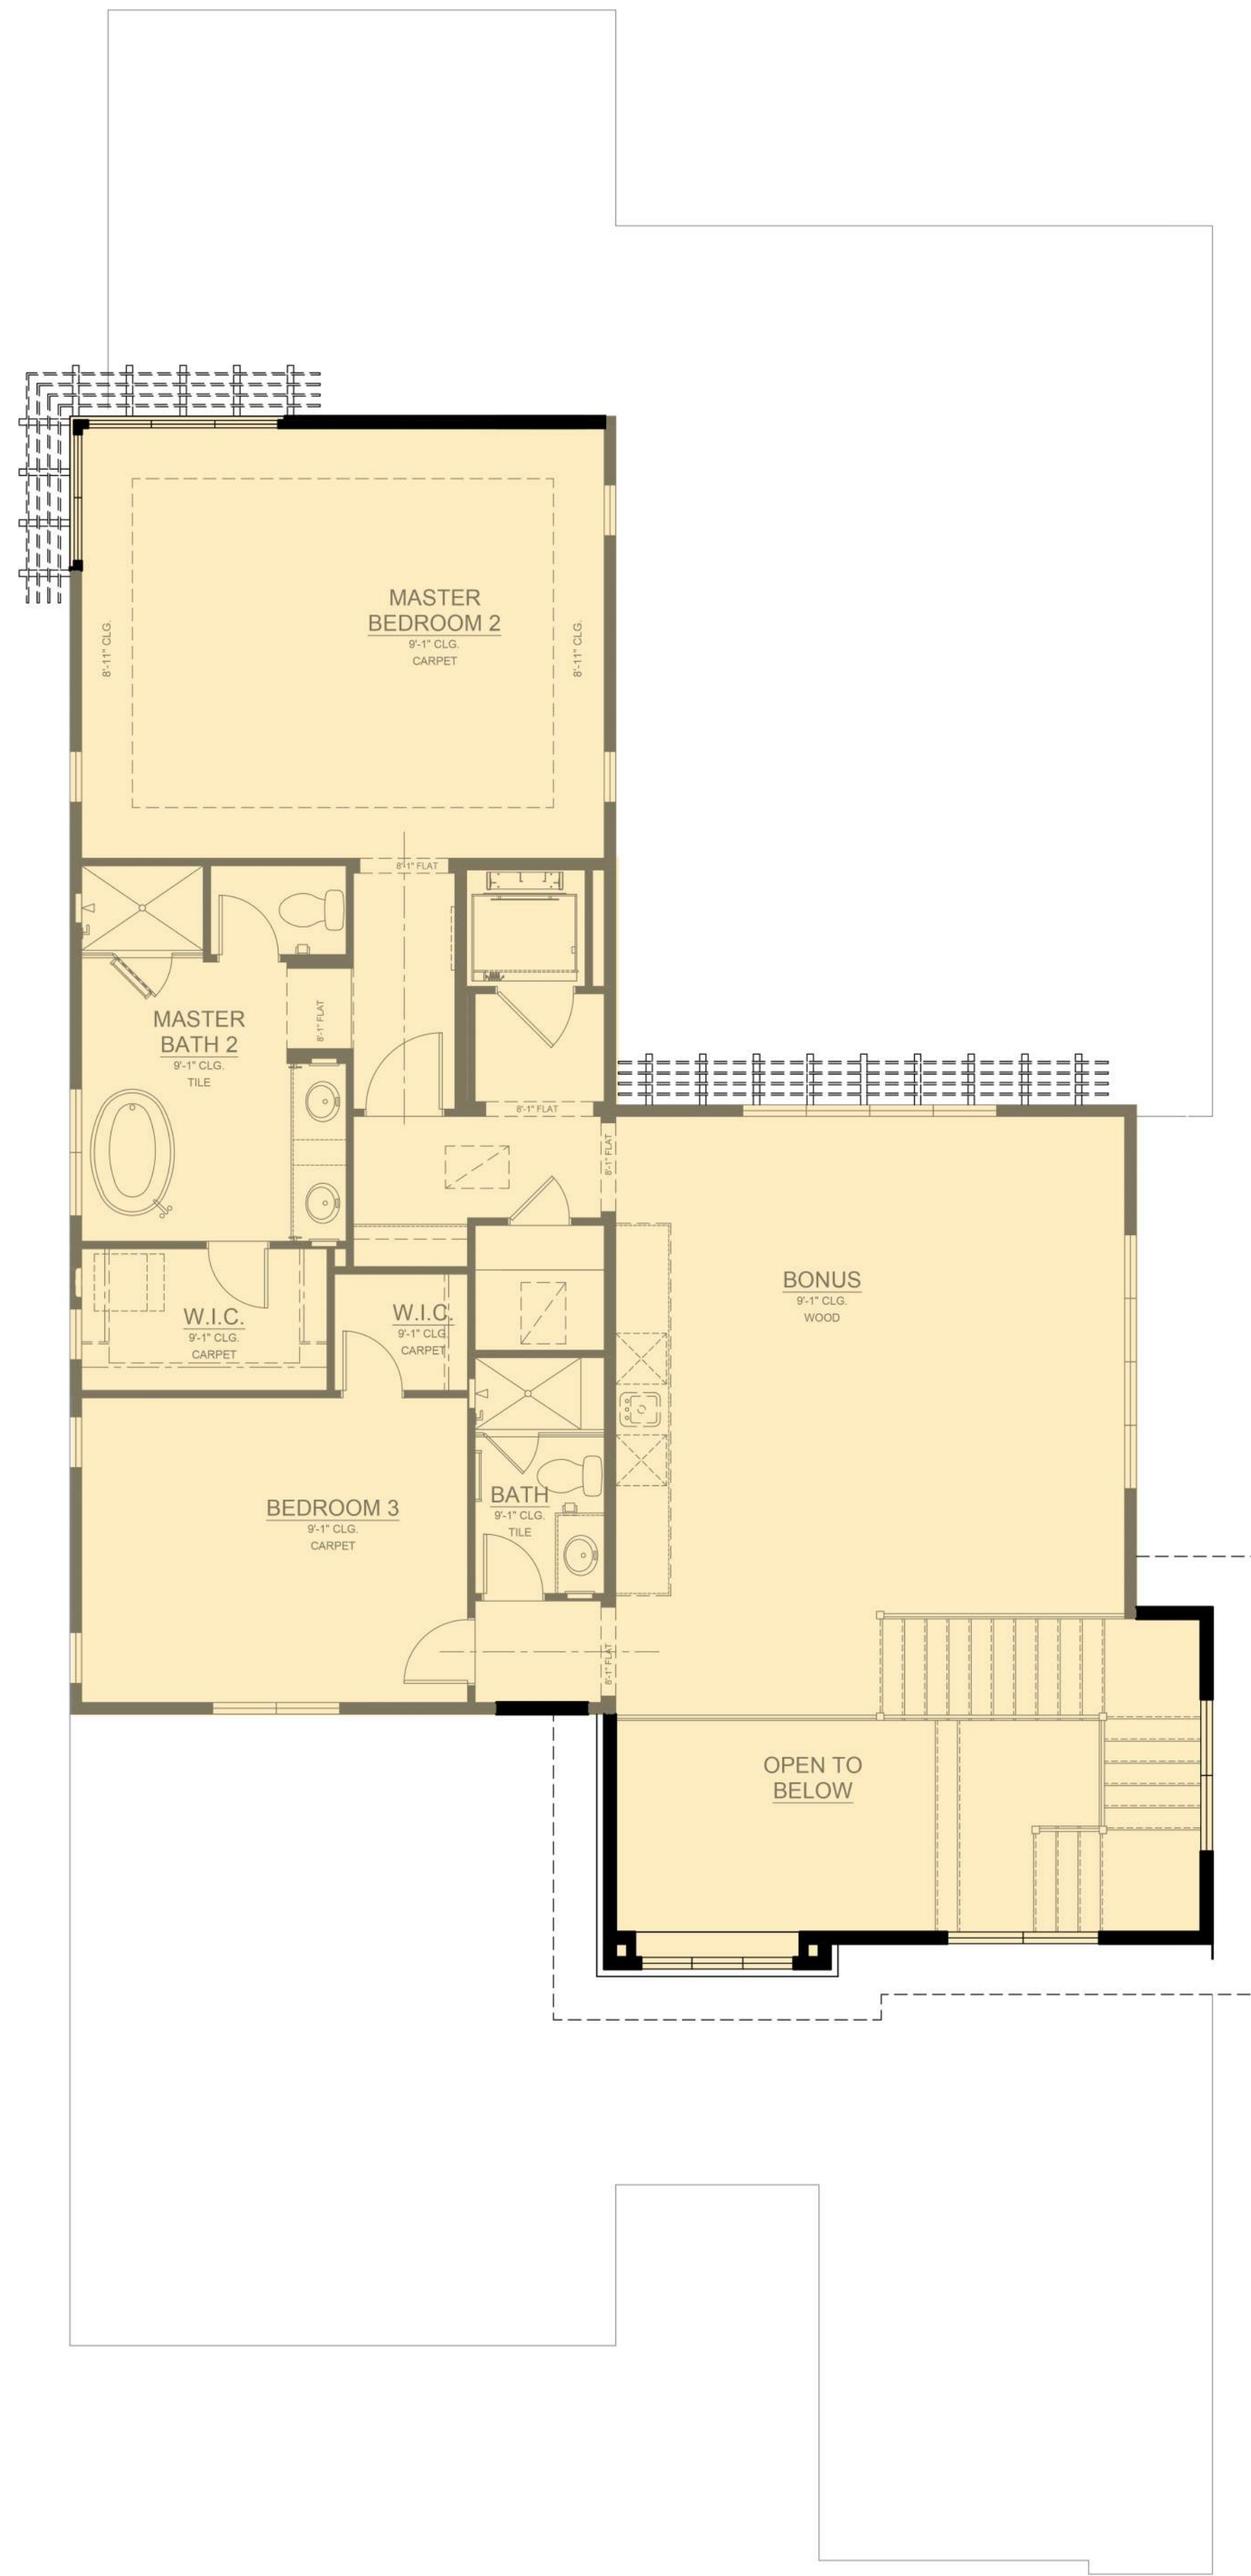 MASTER
BEDROOM 2
9'-1" CLG.
CARPET
8'-11" CLG.
8'-11" CLG.
8'-1" FLAT
MASTER
BATH 2
9'-1" CLG.
TILE
8'-1" FLAT
8'-1" FLAT
8'-1" FLAT
BONUS
9'-1" CLG.
WOOD
W.I.C.
9'-1" CLG.
CARPET
W.I.C.
9'-1" CLG.
CARPET
BEDROOM 3
9'-1" CLG.
CARPET
BATH
9'-1" CLG.
TILE
8'-1" FLAT
OPEN TO
BELOW